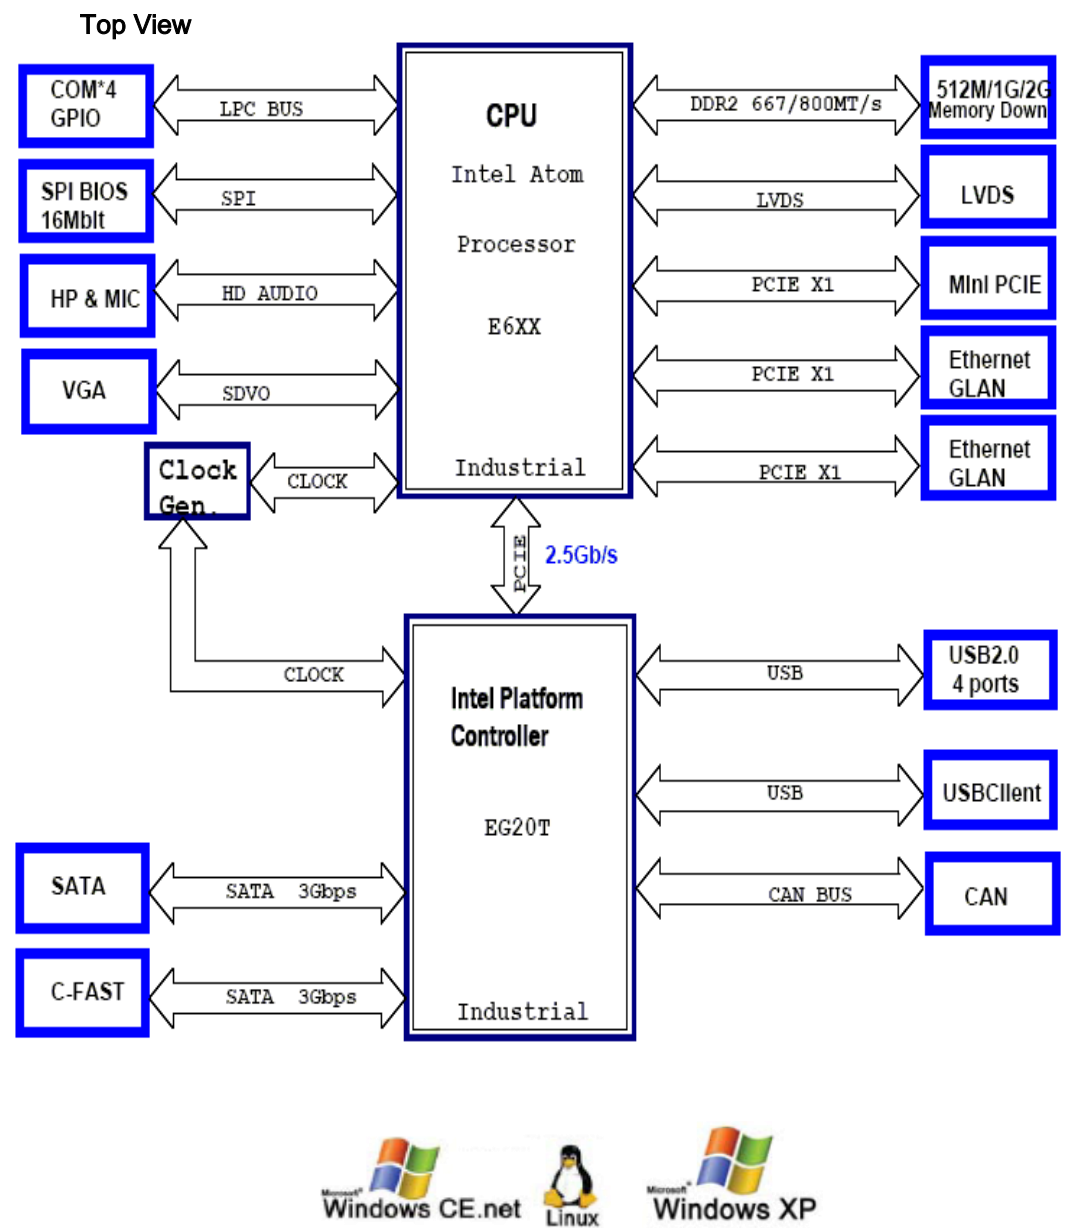 Top View
COM*4
GPIO
LPC BUS
CPU
DDR2 667/800MT/s
512M/1G/2G
Memory Down
SPI BIOS
16MbIt
SPI
Intel Atom
LVDS
LVDS
HP & MIC
HD AUDIO
Processor
PCIE X1
MInI PCIE
VGA
SDVO
E6XX
PCIE X1
Ethernet
GLAN
Clock
Gen.
CLOCK
Industrial
PCIE X1
Ethernet
GLAN
PCIE
2.5Gb/s
CLOCK
Intel Platform
Controller
USB
USB2.0
4 ports
EG20T
USB
USBClIent
SATA
SATA 3Gbps
CAN BUS
CAN
C-FAST
SATA 3Gbps
Industrial
Microsoft®
Windows CE.net
Linux
Microsoft®
Windows XP